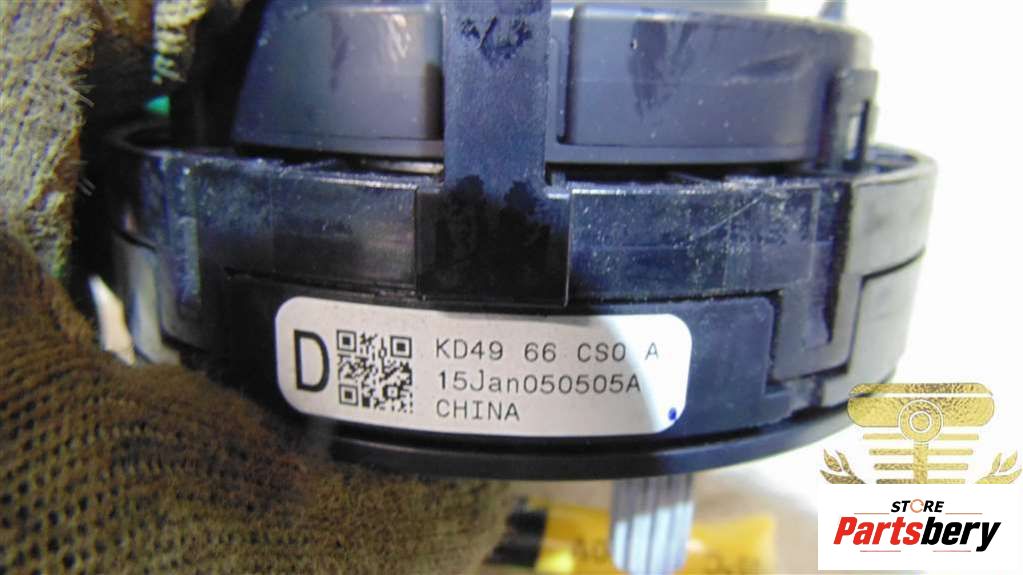 D
KD49 66 CS0 A
15Jan050505A
CHINA
STORE
Partsbery